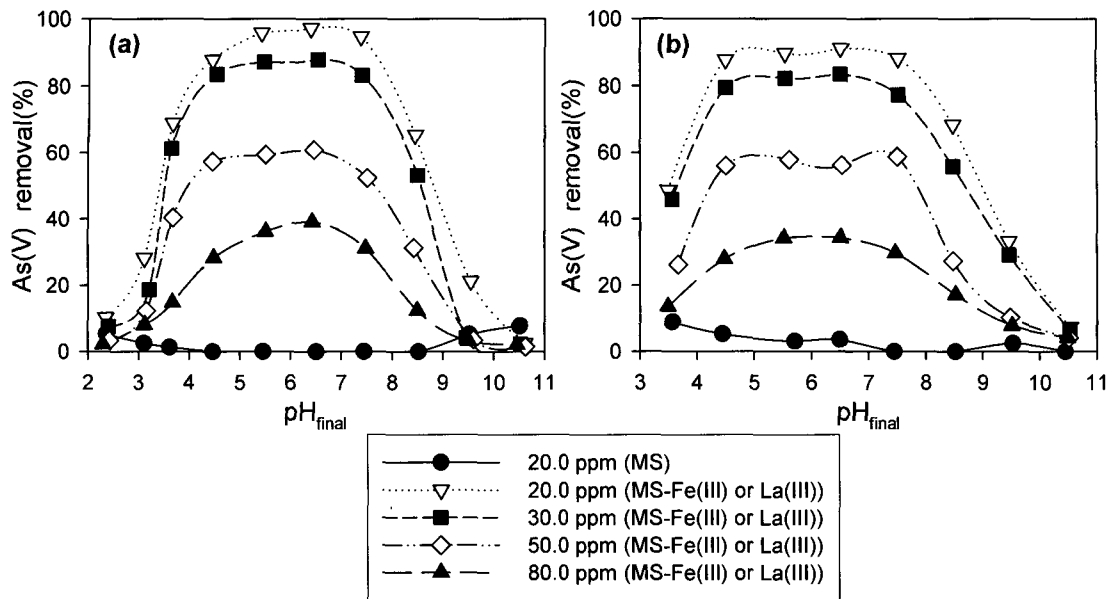 (a)
As(V) removal(%)
100
80
60
40
20
0
2 3 4 5 6 7 8 9 10 11
pHfinal
(b)
As(V) removal(%)
100
80
60
40
20
0
3 4 5 6 7 8 9 10 11
pHfinal
20.0 ppm (MS)
20.0 ppm (MS-Fe(III) or La(III))
30.0 ppm (MS-Fe(III) or La(III))
50.0 ppm (MS-Fe(III) or La(III))
80.0 ppm (MS-Fe(III) or La(III))